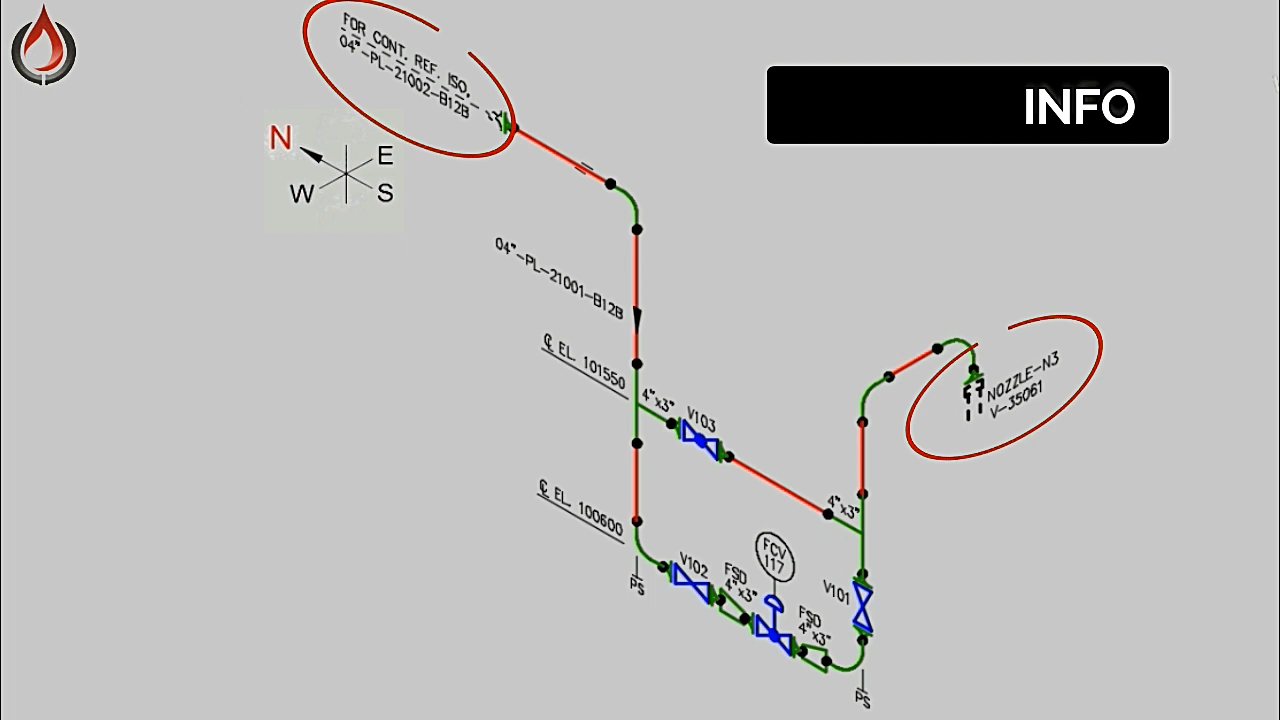 FOR CONT. REF. ISO,
04"-PL-21002-B12B
INFO
N
E
W
S
04"-PL-21001-B12B
℄ EL. 101550
4"x3"
V103
NOZZLE-N3
V-35061
℄ EL. 100600
4"x3"
FCV
117
V102
FSD
4"x3"
V101
FSD
4"x3"
PS
PS